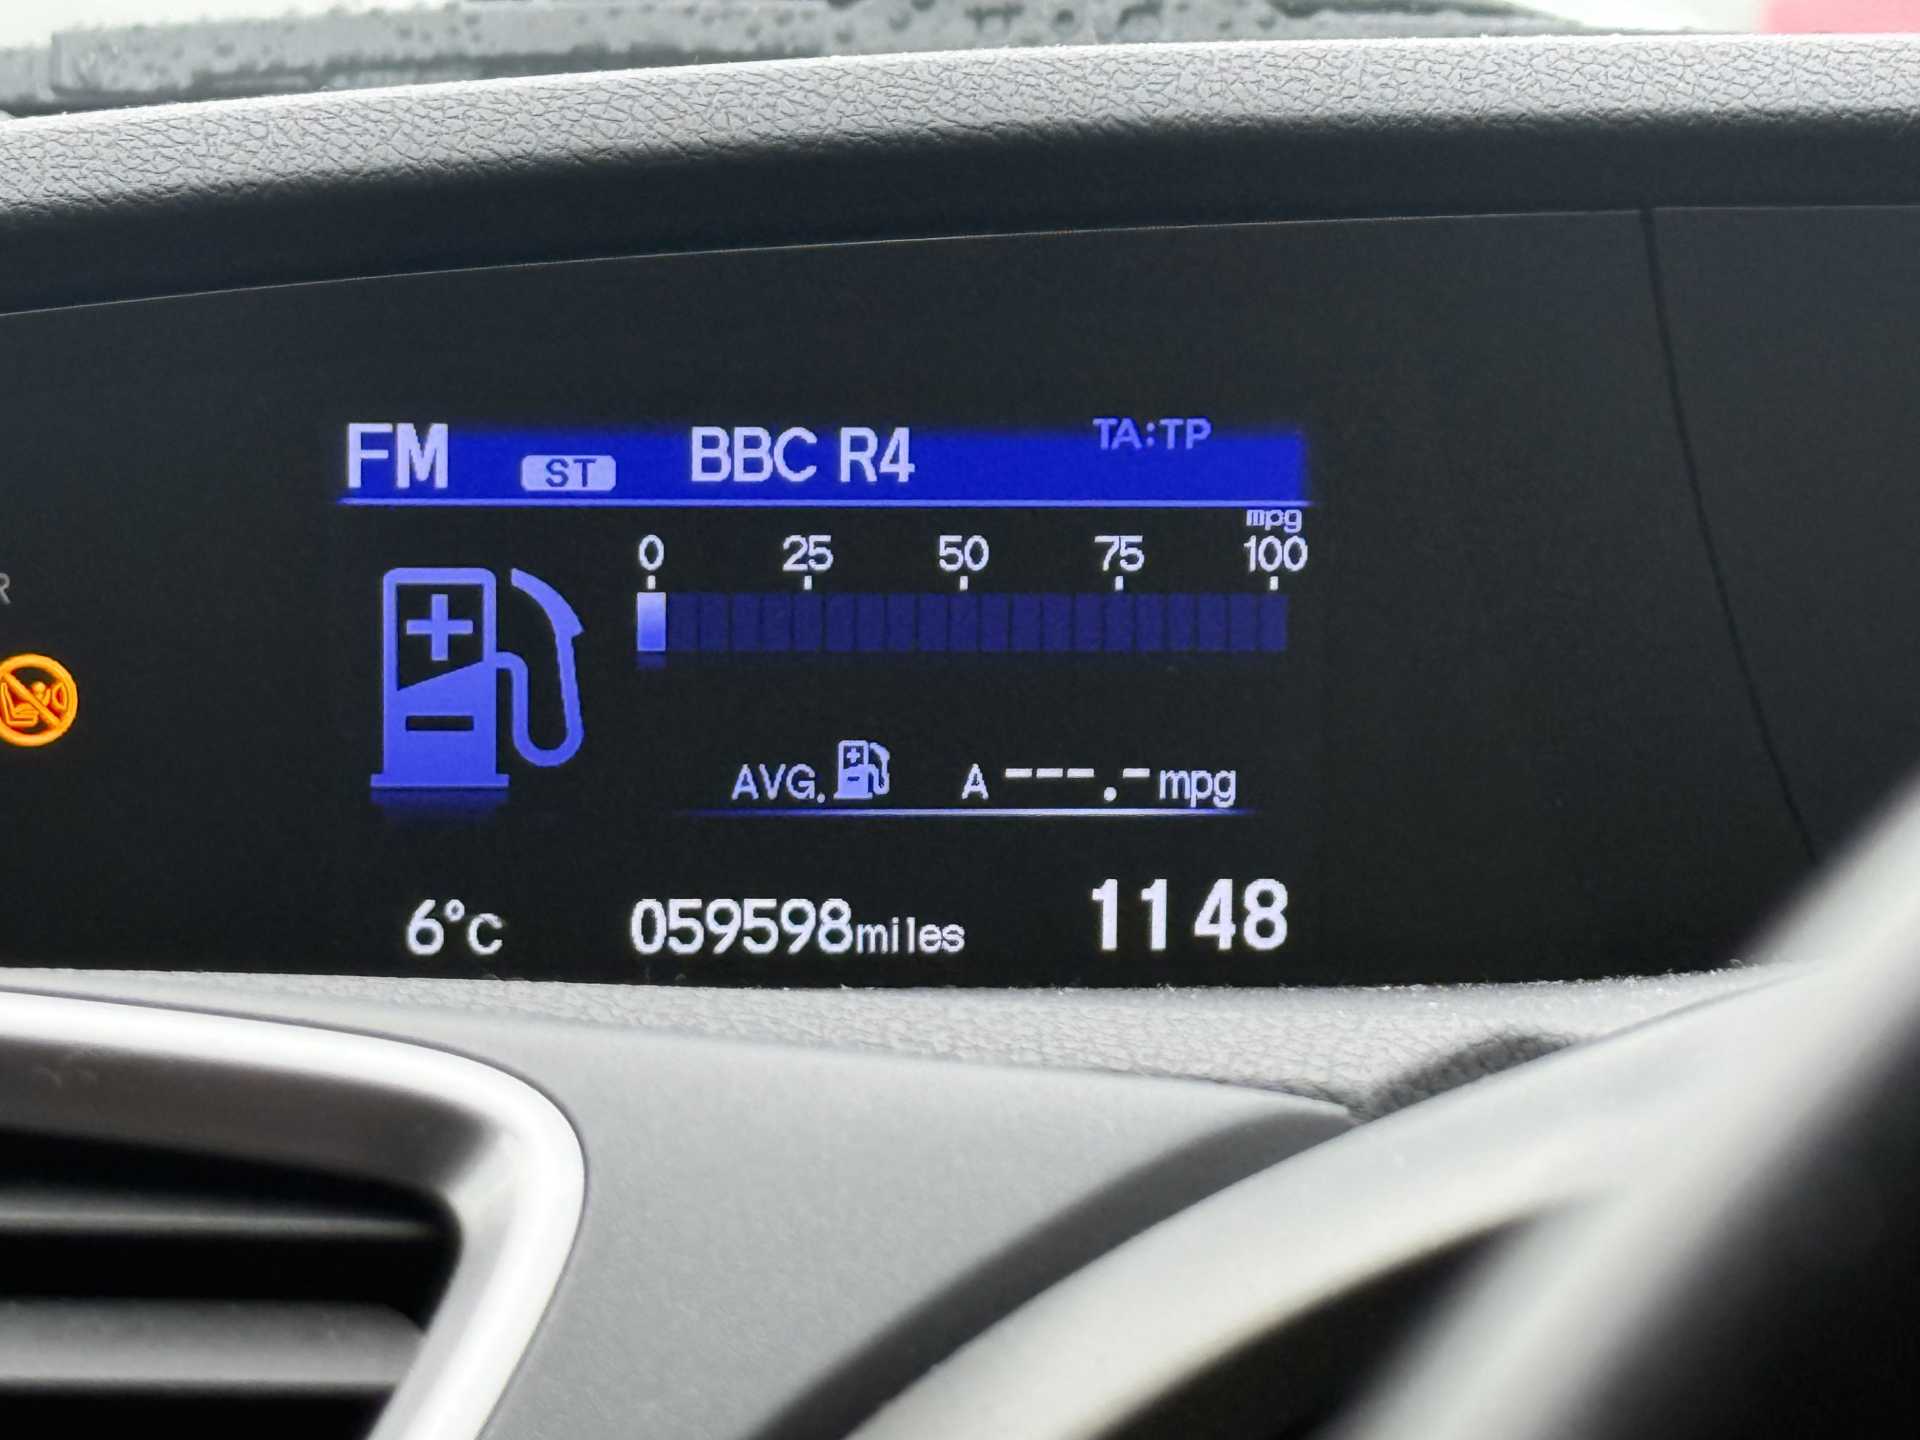 FM ST BBC R4 TA:TP
mpg
0 25 50 75 100
R
AVG. A ---.- mpg
6°C 059598miles 11 48